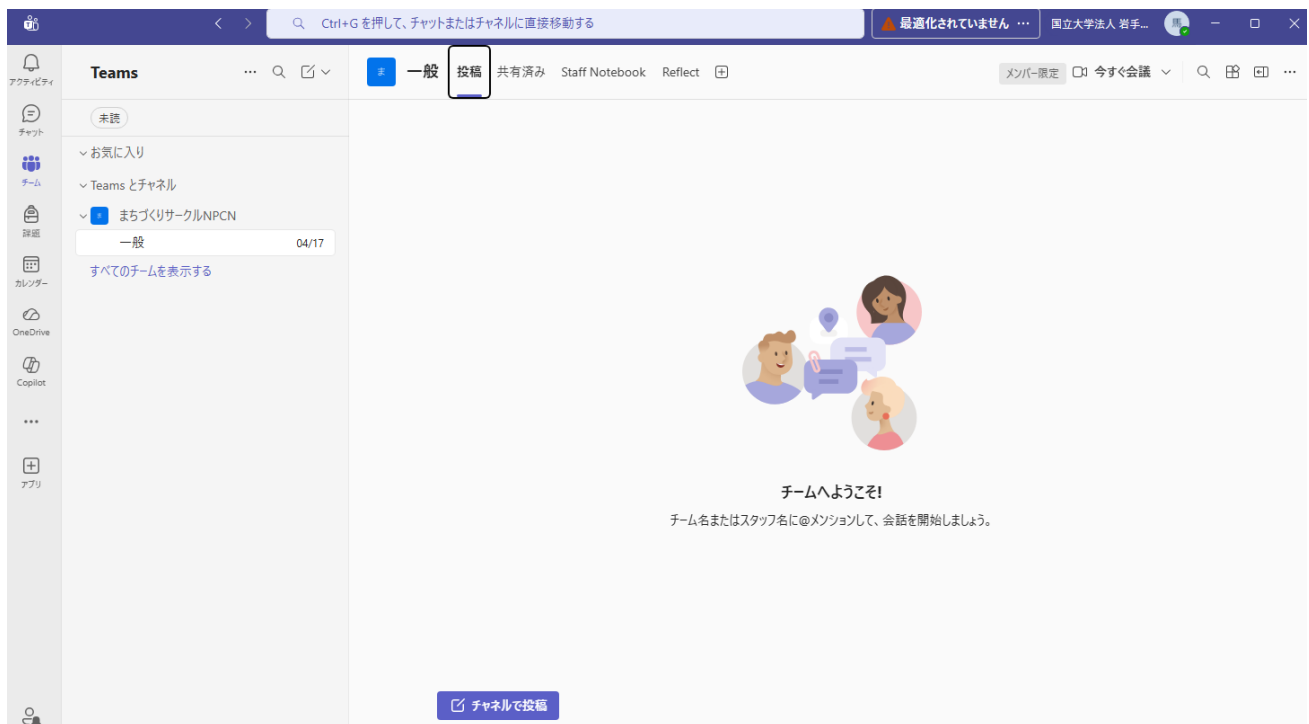 Ctrl+G を押して、チャットまたはチャネルに直接移動する
最適化されていません ···
国立大学法人 岩手...
馬
アクティビティ
チャット
チーム
課題
カレンダー
OneDrive
Copilot
アプリ
Teams
未読
お気に入り
Teams とチャネル
ま まちづくりサークルNPCN
一般 04/17
すべてのチームを表示する
ま 一般 投稿 共有済み Staff Notebook Reflect
メンバー限定 今すぐ会議
チームへようこそ!
チーム名またはスタッフ名に@メンションして、会話を開始しましょう。
チャネルで投稿